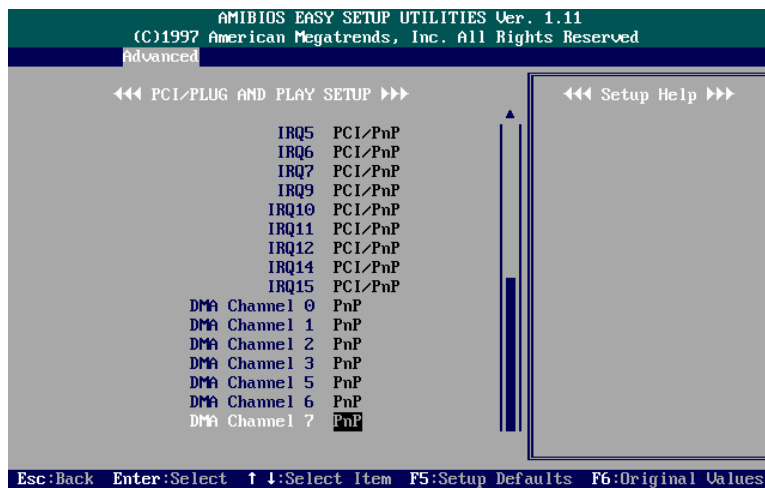 AMIBIOS EASY SETUP UTILITIES Ver. 1.11
(C)1997 American Megatrends, Inc. All Rights Reserved
Advanced
PCI/PLUG AND PLAY SETUP
Setup Help
IRQ5 PCI/PnP
IRQ6 PCI/PnP
IRQ7 PCI/PnP
IRQ9 PCI/PnP
IRQ10 PCI/PnP
IRQ11 PCI/PnP
IRQ12 PCI/PnP
IRQ14 PCI/PnP
IRQ15 PCI/PnP
DMA Channel 0 PnP
DMA Channel 1 PnP
DMA Channel 2 PnP
DMA Channel 3 PnP
DMA Channel 5 PnP
DMA Channel 6 PnP
DMA Channel 7 PnP
Esc:Back Enter:Select ↑ ↓:Select Item F5:Setup Defaults F6:Original Values